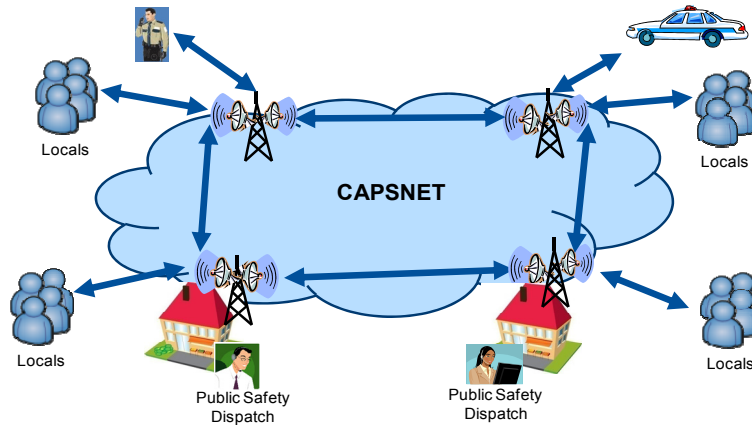 Locals
Locals
CAPSNET
Locals
Locals
Public Safety
Dispatch
Public Safety
Dispatch